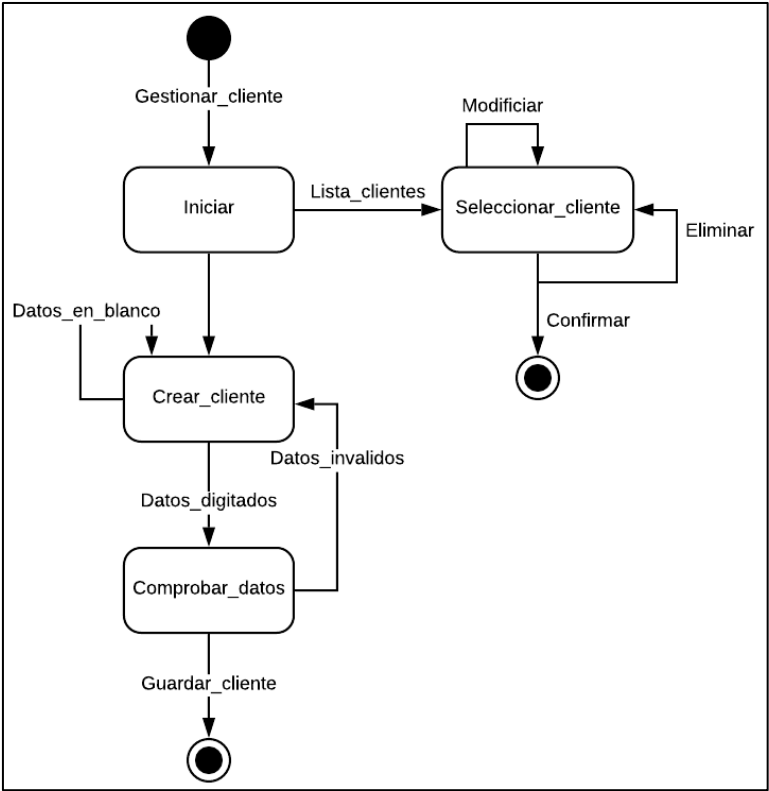 Gestionar_cliente
Modificiar
Iniciar
Lista_clientes
Seleccionar_cliente
Eliminar
Datos_en_blanco
Confirmar
Crear_cliente
Datos_invalidos
Datos_digitados
Comprobar_datos
Guardar_cliente